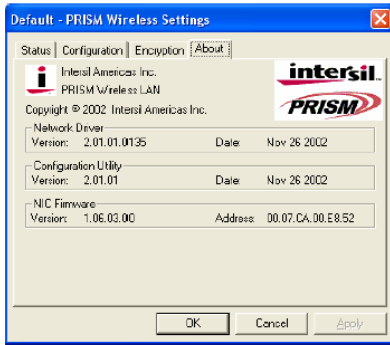 Default - PRISM Wireless Settings
Status Configuration Encryption About
Intersil Americas Inc.
PRISM Wireless LAN
Copyright © 2002 Intersil Americas Inc.
intersil.
PRISM
Network Driver
Version: 2.01.01.0135 Date: Nov 26 2002
Configuration Utility
Version: 2.01.01 Date: Nov 26 2002
NIC Firmware
Version: 1.06.03.00 Address: 00.07.CA.00.E8.52
OK Cancel Apply